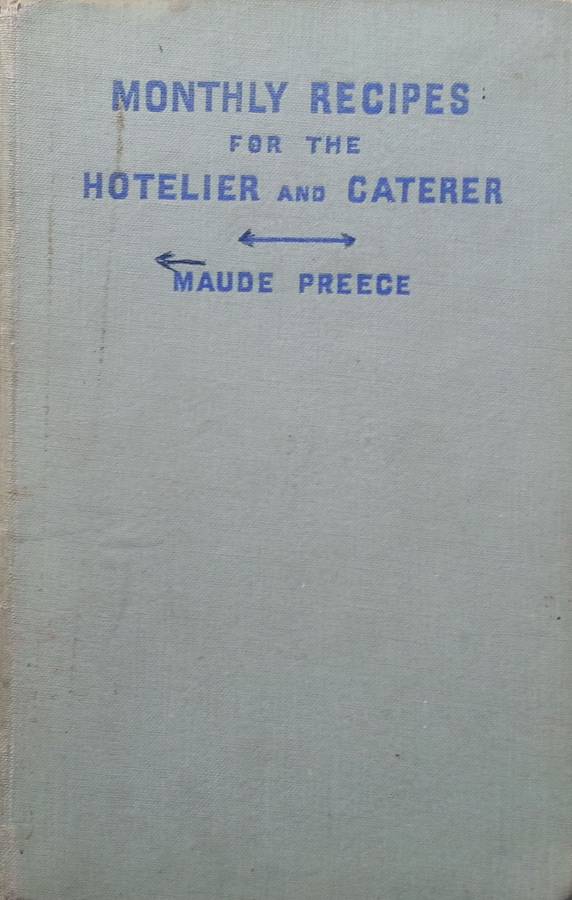 MONTHLY RECIPES
FOR THE
HOTELIER AND CATERER
MAUDE PREECE